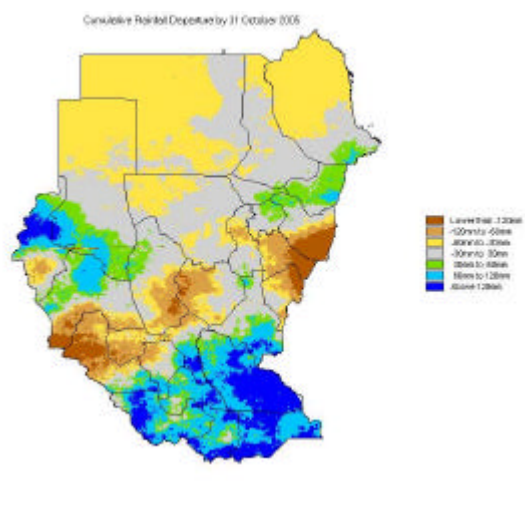 Cumulative Rainfall Departure by 31 October 2005
Lower than -120mm
-120mm to -60mm
-60mm to -30mm
-30mm to 30mm
30mm to 60mm
60mm to 120mm
Above 120mm